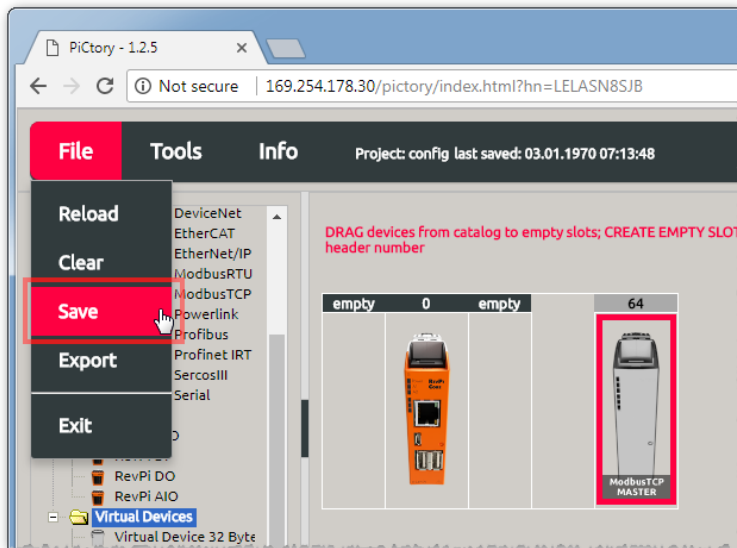 PiCtory - 1.2.5
Not secure | 169.254.178.30/pictory/index.html?hn=LELASN8SJB
File Tools Info Project: config last saved: 03.01.1970 07:13:48
Reload
Clear
Save
Export
Exit
DeviceNet
EtherCAT
EtherNet/IP
ModbusRTU
ModbusTCP
Powerlink
Profibus
Profinet IRT
SercosIII
Serial
RevPi DO
RevPi AIO
Virtual Devices
Virtual Device 32 Byte
DRAG devices from catalog to empty slots; CREATE EMPTY SLOT
header number
empty 0 empty 64
RevPi
Core
ModbusTCP
MASTER